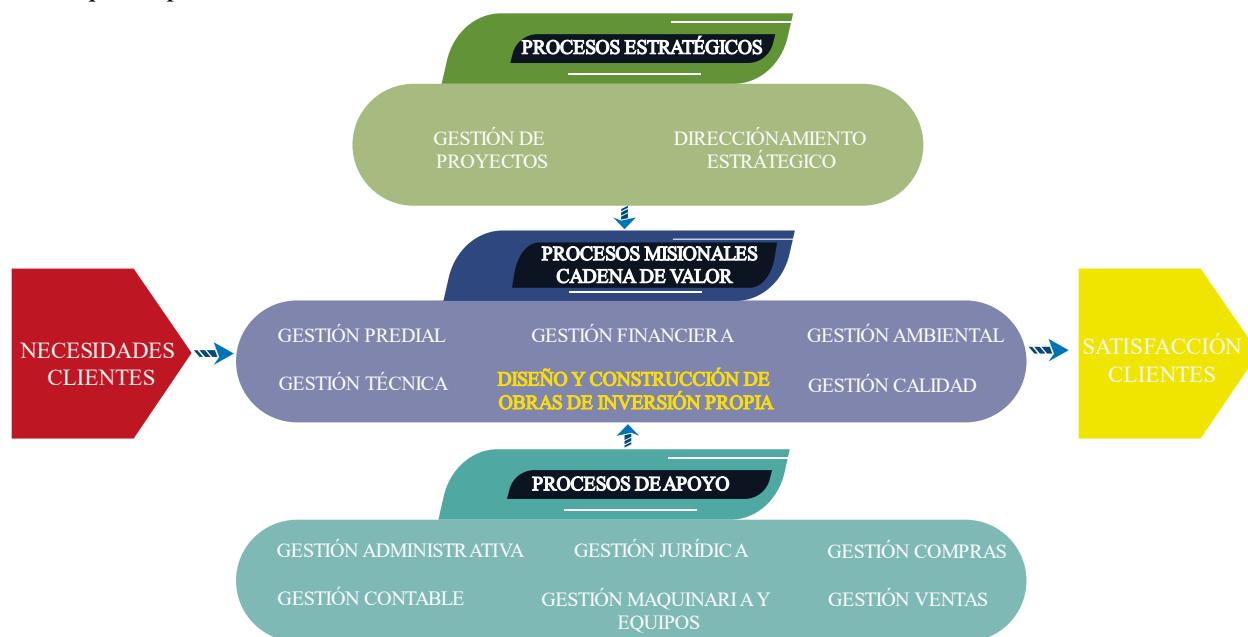 PROCESOS ESTRATÉGICOS
GESTIÓN DE
PROYECTOS
DIRECCIÓNAMIENTO
ESTRÁTEGICO
PROCESOS MISIONALES
CADENA DE VALOR
NECESIDADES
CLIENTES
GESTIÓN PREDIAL
GESTIÓN FINANCIERA
GESTIÓN AMBIENTAL
GESTIÓN TÉCNICA
DISEÑO Y CONSTRUCCIÓN DE
OBRAS DE INVERSIÓN PROPIA
GESTIÓN CALIDAD
SATISFACCIÓN
CLIENTES
PROCESOS DE APOYO
GESTIÓN ADMINISTRATIVA
GESTIÓN JURÍDICA
GESTIÓN COMPRAS
GESTIÓN CONTABLE
GESTIÓN MAQUINARIA Y
EQUIPOS
GESTIÓN VENTAS